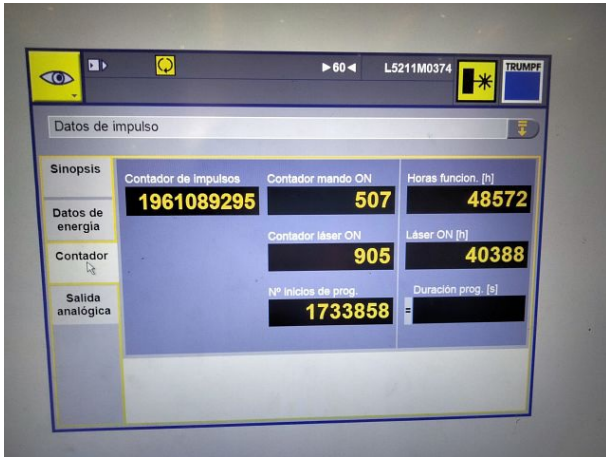 ►60◄ L5211M0374 TRUMPF
Datos de impulso
Sinopsis
Datos de
energía
Contador
Salida
analógica
Contador de impulsos
1961089295
Contador mando ON
507
Contador láser ON
905
Nº inicios de prog.
1733858
Horas funcion. [h]
48572
Láser ON [h]
40388
Duración prog. [s]
=